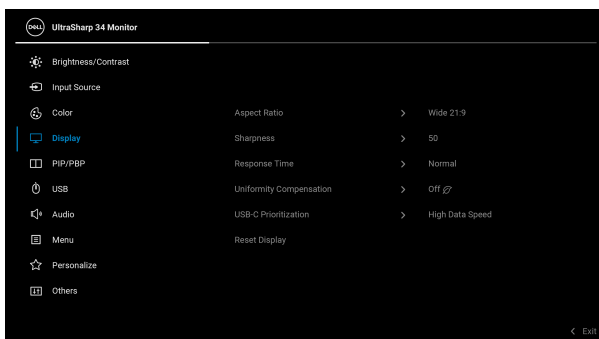 DELL UltraSharp 34 Monitor
Brightness/Contrast
Input Source
Color
Aspect Ratio > Wide 21:9
Display
Sharpness > 50
PIP/PBP
Response Time > Normal
USB
Uniformity Compensation > Off
Audio
USB-C Prioritization > High Data Speed
Menu
Reset Display
Personalize
Others
< Exit